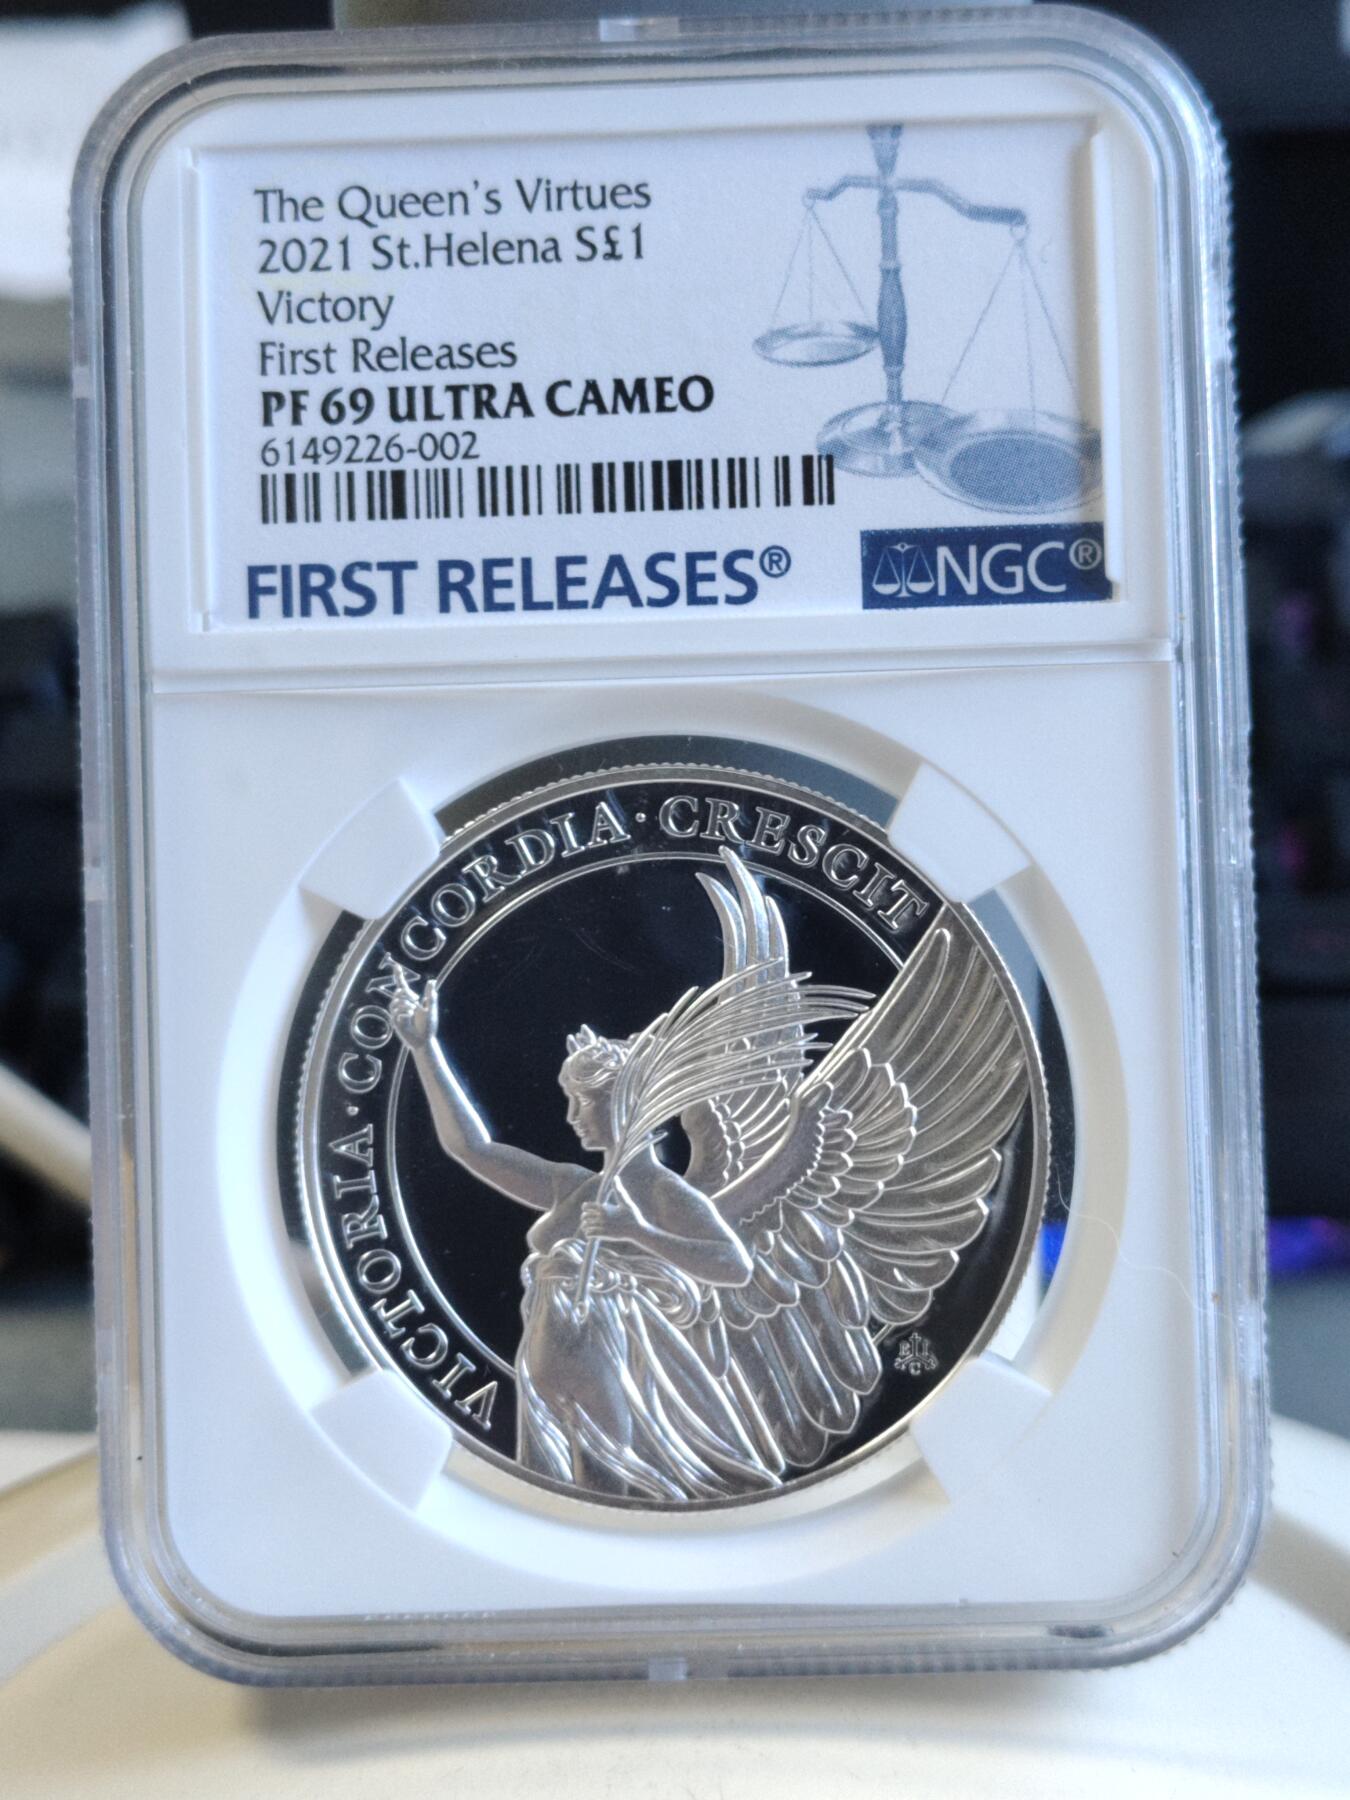 The Queen's Virtues
2021 St.Helena S£1
Victory
First Releases
PF 69 ULTRA CAMEO
6149226-002
FIRST RELEASES®
NGC®
VICTORIA · CONCORDIA · CRESCIT
E I
C